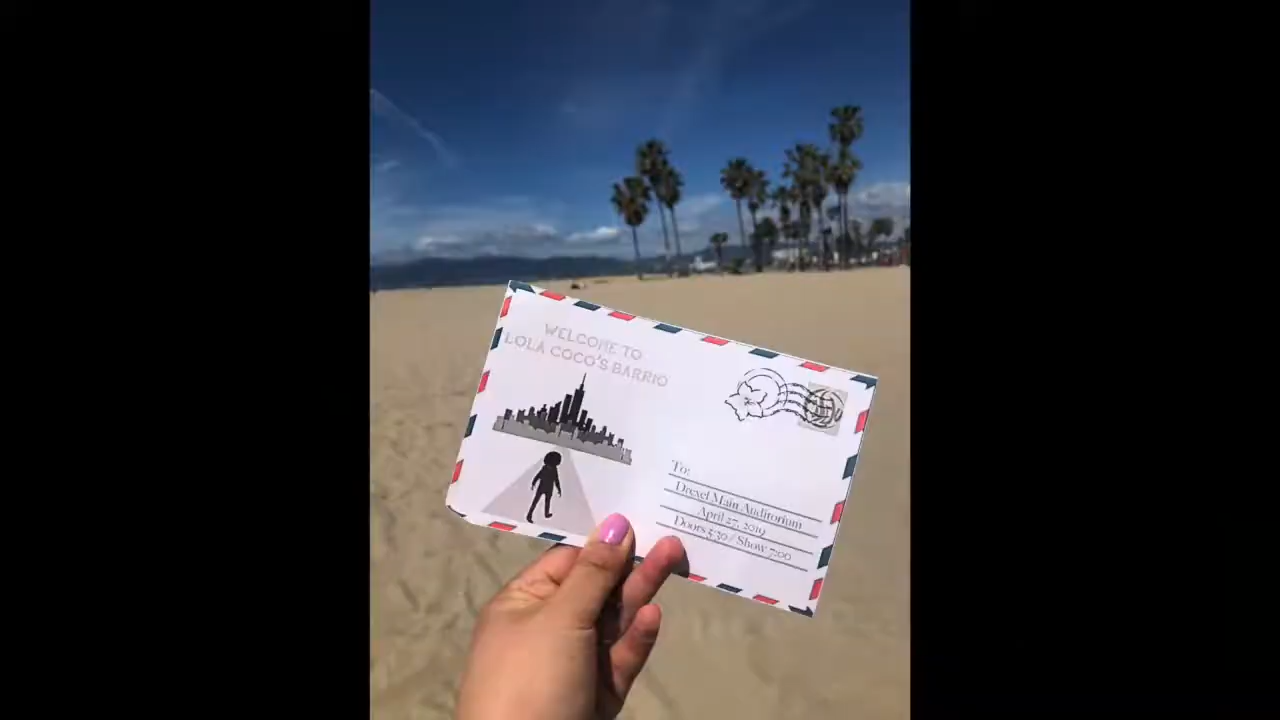 WELCOME TO
LOLA COCO'S BARRIO
To:
Drexel Main Auditorium
April 27, 2019
Doors 5:30 / Show 7:00